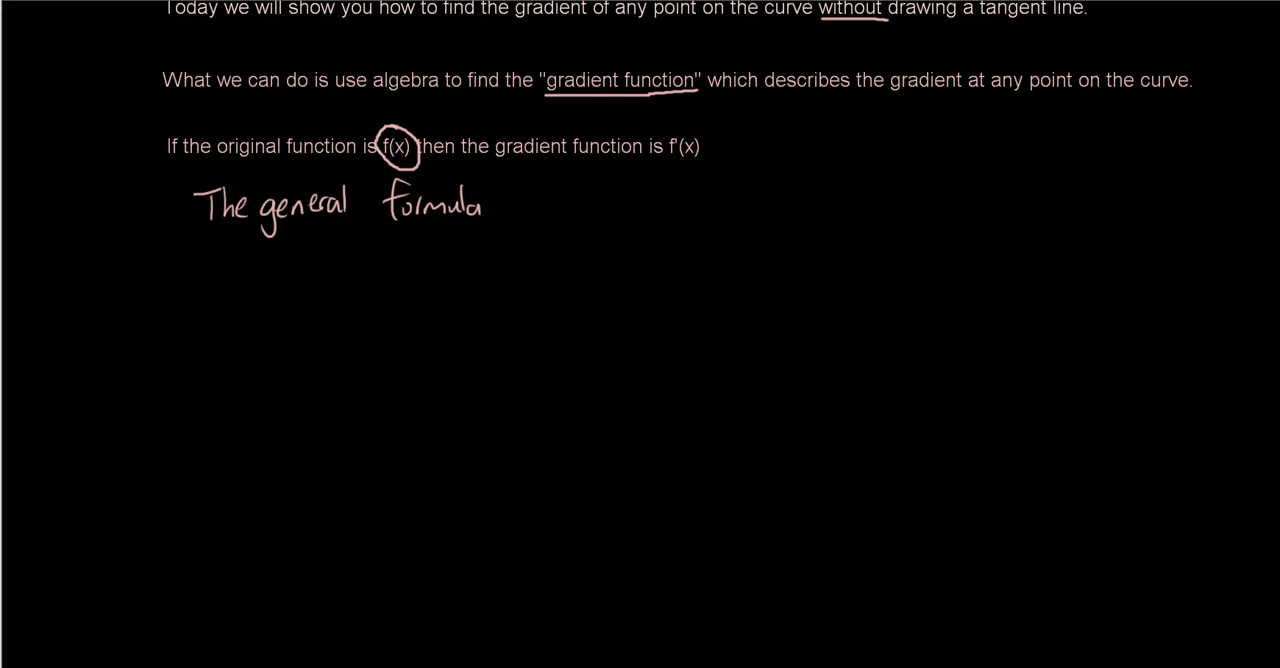 Today we will show you how to find the gradient of any point on the curve without drawing a tangent line.
What we can do is use algebra to find the "gradient function" which describes the gradient at any point on the curve.
If the original function is f(x) then the gradient function is f'(x)
The general formula